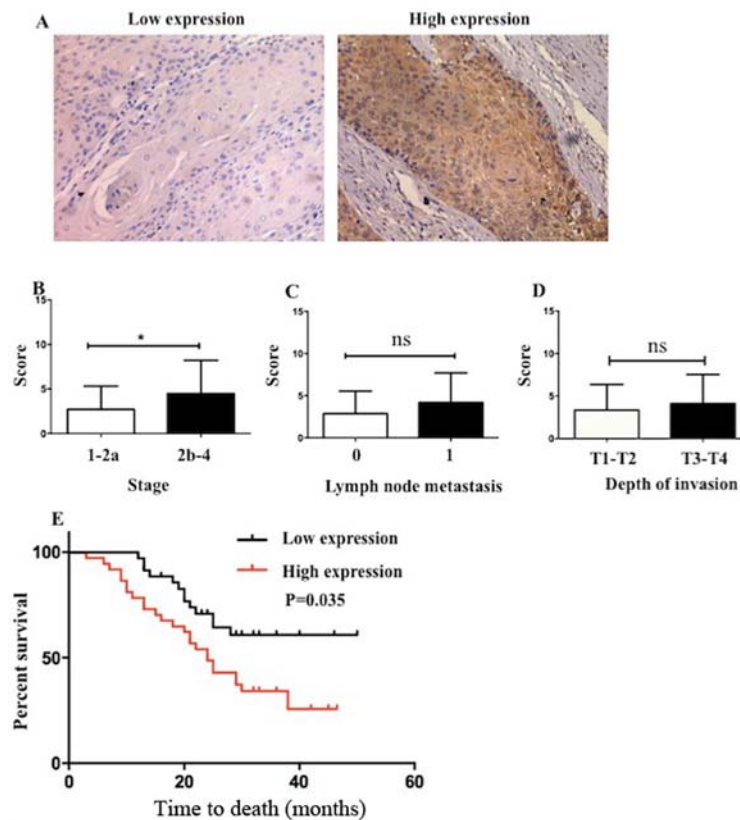 A
Low expression
High expression
B
Score
15
10
5
0
*
1-2a
2b-4
Stage
C
Score
15
10
5
0
ns
0
1
Lymph node metastasis
D
Score
15
10
5
0
ns
T1-T2
T3-T4
Depth of invasion
E
Percent survival
100
50
0
Low expression
High expression
P=0.035
0
20
40
60
Time to death (months)